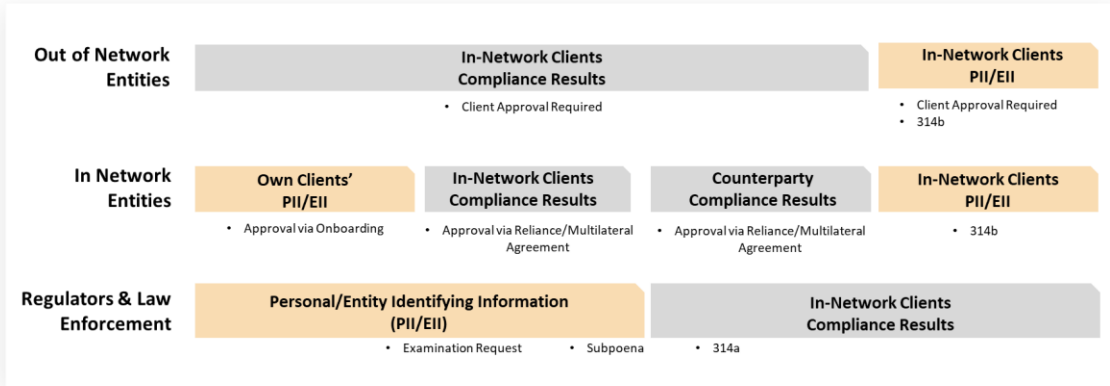 Out of Network
Entities
In-Network Clients
Compliance Results
• Client Approval Required
In-Network Clients
PII/EII
• Client Approval Required
• 314b
In Network
Entities
Own Clients’
PII/EII
• Approval via Onboarding
In-Network Clients
Compliance Results
• Approval via Reliance/Multilateral
Agreement
Counterparty
Compliance Results
• Approval via Reliance/Multilateral
Agreement
In-Network Clients
PII/EII
• 314b
Regulators & Law
Enforcement
Personal/Entity Identifying Information
(PII/EII)
In-Network Clients
Compliance Results
• Examination Request
• Subpoena
• 314a